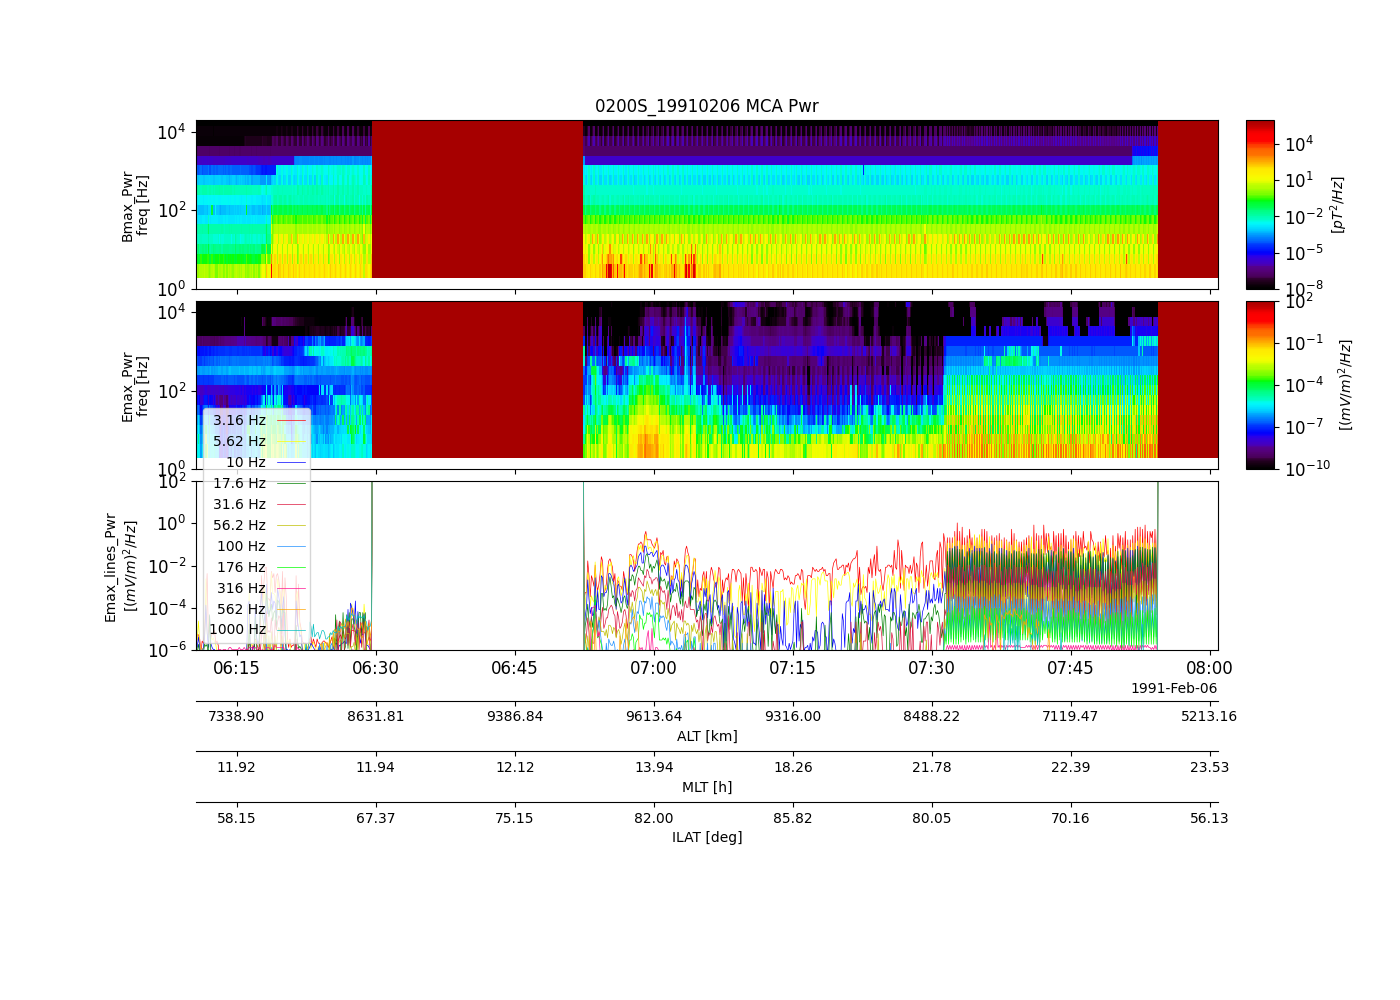 0200S_19910206 MCA Pwr
10^4
10^2
10^0
Bmax_Pwr
freq [Hz]
10^4
10^1
10^-2
10^-5
10^-8
[pT^2/Hz]
10^4
10^2
10^0
Emax_Pwr
freq [Hz]
10^2
10^-1
10^-4
10^-7
10^-10
[(mV/m)^2/Hz]
3.16 Hz
5.62 Hz
10 Hz
17.6 Hz
31.6 Hz
56.2 Hz
100 Hz
176 Hz
316 Hz
562 Hz
1000 Hz
10^2
10^0
10^-2
10^-4
10^-6
Emax_lines_Pwr
[(mV/m)^2/Hz]
06:15 06:30 06:45 07:00 07:15 07:30 07:45 08:00
1991-Feb-06
7338.90 8631.81 9386.84 9613.64 9316.00 8488.22 7119.47 5213.16
ALT [km]
11.92 11.94 12.12 13.94 18.26 21.78 22.39 23.53
MLT [h]
58.15 67.37 75.15 82.00 85.82 80.05 70.16 56.13
ILAT [deg]